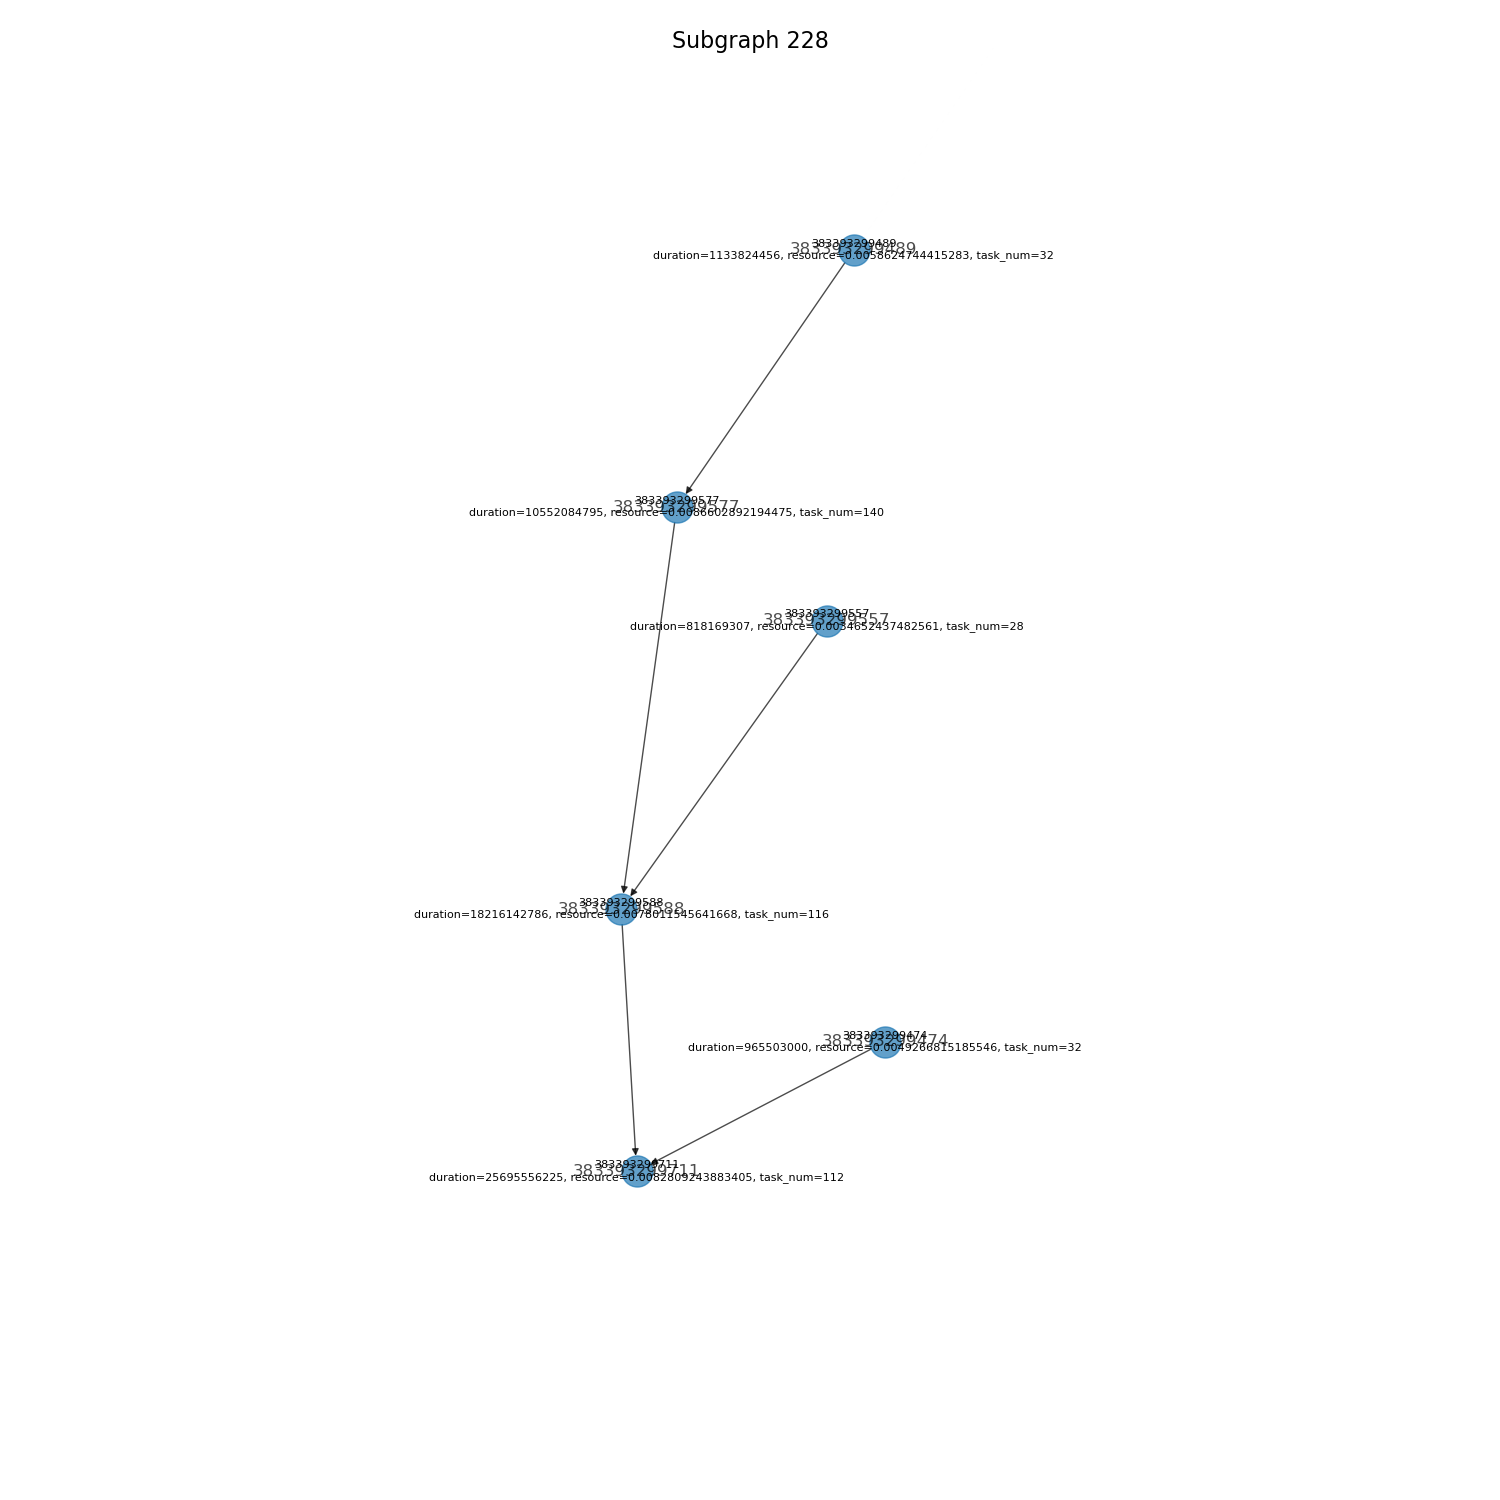 Subgraph 228
383393299489
383393299489
duration=1133824456, resource=0.0058624744415283, task_num=32
383393299577
383393299577
duration=10552084795, resource=0.0086602892194475, task_num=140
383393299557
383393299557
duration=818169307, resource=0.0034652437482561, task_num=28
383393299588
383393299588
duration=18216142786, resource=0.0078011545641668, task_num=116
383393299474
383393299474
duration=965503000, resource=0.0049266815185546, task_num=32
383393299711
383393299711
duration=25695556225, resource=0.0082809243883405, task_num=112